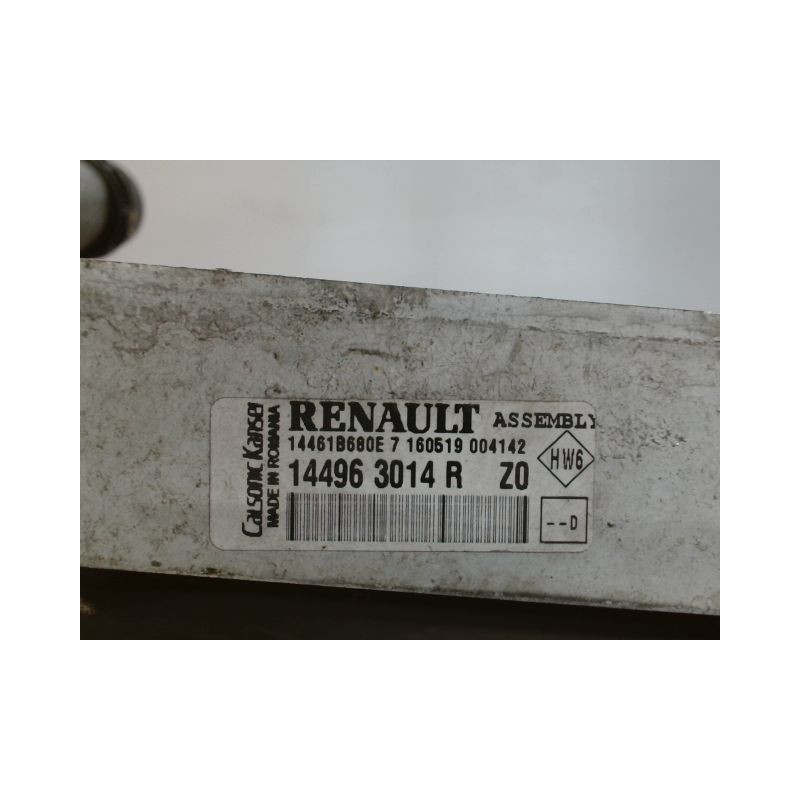 RENAULT ASSEMBLY
14461B680E 7 160519 004142
14496 3014 R Z0
HW6
--D
Calsonic Kansei
MADE IN ROMANIA